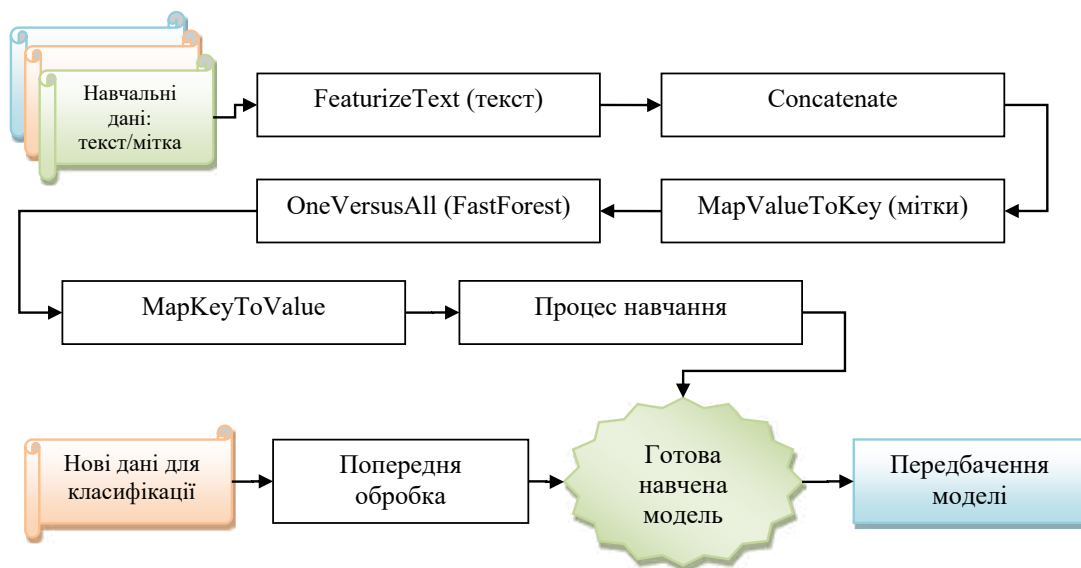 Навчальні
дані:
текст/мітка
FeaturizeText (текст)
Concatenate
OneVersusAll (FastForest)
MapValueToKey (мітки)
MapKeyToValue
Процес навчання
Нові дані для
класифікації
Попередня
обробка
Готова
навчена
модель
Передбачення
моделі